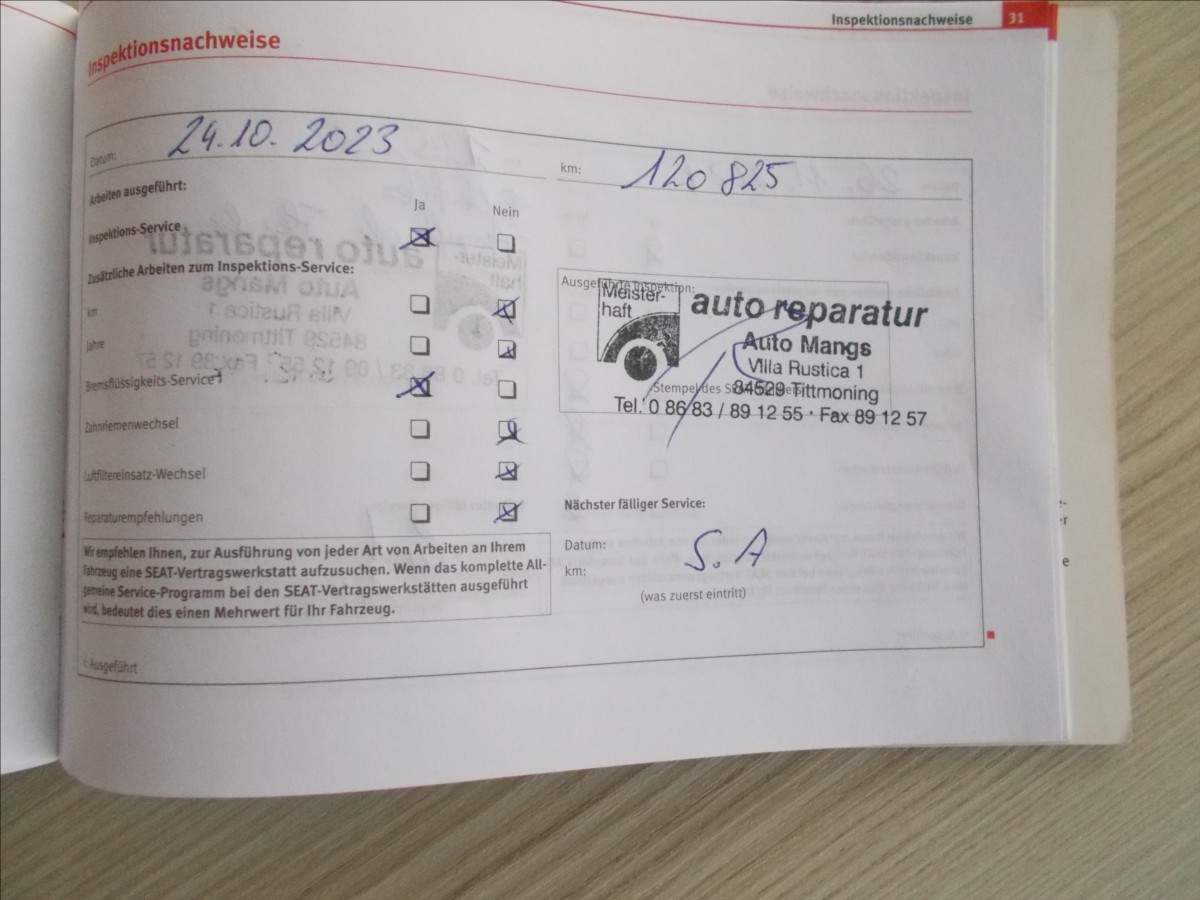 Inspektionsnachweise 31
Inspektionsnachweise
Datum: 24.10.2023 km: 120 825
Arbeiten ausgeführt:
Ja Nein
Inspektions-Service
Zusätzliche Arbeiten zum Inspektions-Service:
km
Jahre
Bremsflüssigkeits-Service
Zahnriemenwechsel
Luftfiltereinsatz-Wechsel
Reparaturempfehlungen
Wir empfehlen Ihnen, zur Ausführung von jeder Art von Arbeiten an Ihrem
Fahrzeug eine SEAT-Vertragswerkstatt aufzusuchen. Wenn das komplette All-
gemeine Service-Programm bei den SEAT-Vertragswerkstätten ausgeführt
wird, bedeutet dies einen Mehrwert für Ihr Fahrzeug.
Ausgeführt
Ausgeführte Inspektion:
Meister-
haft
auto reparatur
Auto Mangs
Villa Rustica 1
Stempel des
84529 Tittmoning
Tel. 0 86 83 / 89 12 55 · Fax 89 12 57
Nächster fälliger Service:
Datum:
S.A
km:
(was zuerst eintritt)